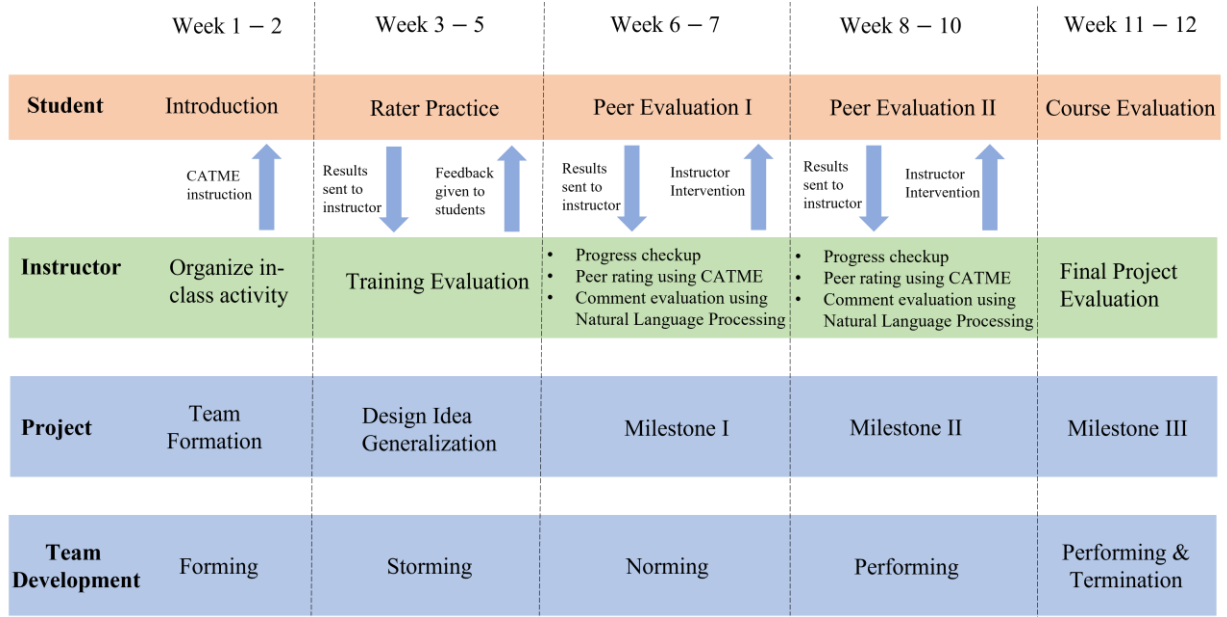 Week 1 – 2
Week 3 – 5
Week 6 – 7
Week 8 – 10
Week 11 – 12
Student
Introduction
Rater Practice
Peer Evaluation I
Peer Evaluation II
Course Evaluation
CATME
instruction
Results
sent to
instructor
Feedback
given to
students
Results
sent to
instructor
Instructor
Intervention
Results
sent to
instructor
Instructor
Intervention
Instructor
Organize in-
class activity
Training Evaluation
• Progress checkup
• Peer rating using CATME
• Comment evaluation using
Natural Language Processing
• Progress checkup
• Peer rating using CATME
• Comment evaluation using
Natural Language Processing
Final Project
Evaluation
Project
Team
Formation
Design Idea
Generalization
Milestone I
Milestone II
Milestone III
Team
Development
Forming
Storming
Norming
Performing
Performing &
Termination